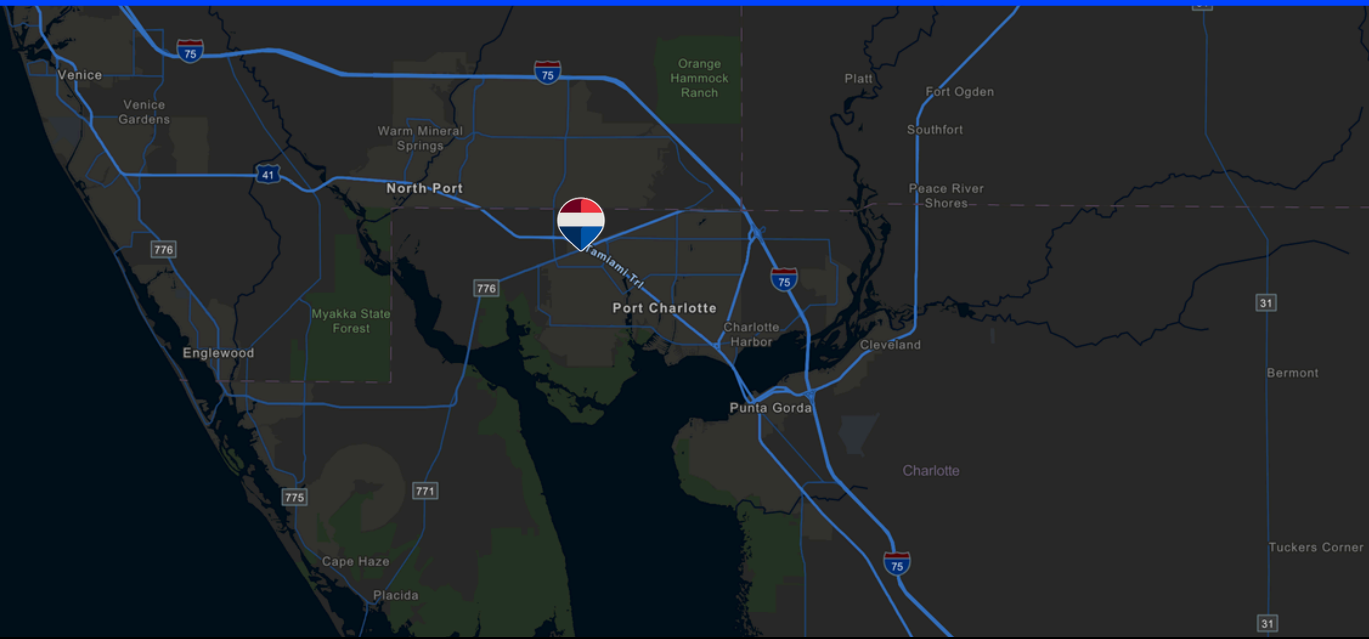 75
Venice
75
Orange
Hammock
Ranch
Platt
Fort Ogden
Venice
Gardens
Warm Mineral
Springs
Southfort
41
North Port
Peace River
Shores
776
Tamiami Trl
75
776
Port Charlotte
31
Myakka State
Forest
Charlotte
Harbor
Cleveland
Englewood
Bermont
Punta Gorda
Charlotte
775
771
Tuckers Corner
Cape Haze
75
Placida
31